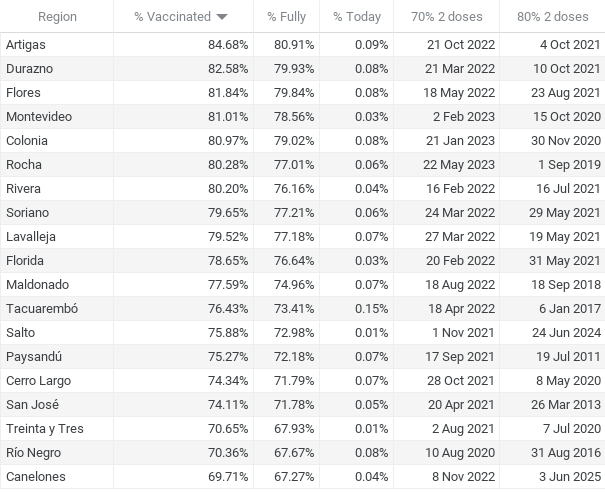 Region % Vaccinated % Fully % Today 70% 2 doses 80% 2 doses
Artigas 84.68% 80.91% 0.09% 21 Oct 2022 4 Oct 2021
Durazno 82.58% 79.93% 0.08% 21 Mar 2022 10 Oct 2021
Flores 81.84% 79.84% 0.08% 18 May 2022 23 Aug 2021
Montevideo 81.01% 78.56% 0.03% 2 Feb 2023 15 Oct 2020
Colonia 80.97% 79.02% 0.08% 21 Jan 2023 30 Nov 2020
Rocha 80.28% 77.01% 0.06% 22 May 2023 1 Sep 2019
Rivera 80.20% 76.16% 0.04% 16 Feb 2022 16 Jul 2021
Soriano 79.65% 77.21% 0.06% 24 Mar 2022 29 May 2021
Lavalleja 79.52% 77.18% 0.07% 27 Mar 2022 19 May 2021
Florida 78.65% 76.64% 0.03% 20 Feb 2022 31 May 2021
Maldonado 77.59% 74.96% 0.07% 18 Aug 2022 18 Sep 2018
Tacuarembó 76.43% 73.41% 0.15% 18 Apr 2022 6 Jan 2017
Salto 75.88% 72.98% 0.01% 1 Nov 2021 24 Jun 2024
Paysandú 75.27% 72.18% 0.07% 17 Sep 2021 19 Jul 2011
Cerro Largo 74.34% 71.79% 0.07% 28 Oct 2021 8 May 2020
San José 74.11% 71.78% 0.05% 20 Apr 2021 26 Mar 2013
Treinta y Tres 70.65% 67.93% 0.01% 2 Aug 2021 7 Jul 2020
Río Negro 70.36% 67.67% 0.08% 10 Aug 2020 31 Aug 2016
Canelones 69.71% 67.27% 0.04% 8 Nov 2022 3 Jun 2025